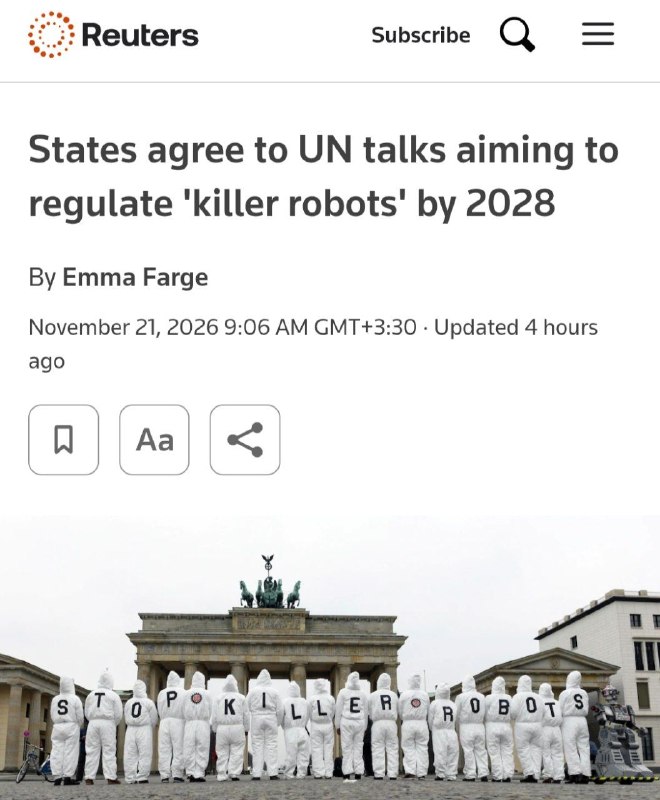 Reuters
Subscribe
States agree to UN talks aiming to
regulate 'killer robots' by 2028
By Emma Farge
November 21, 2026 9:06 AM GMT+3:30 · Updated 4 hours
ago
Aa
STOP KILLER ROBOTS